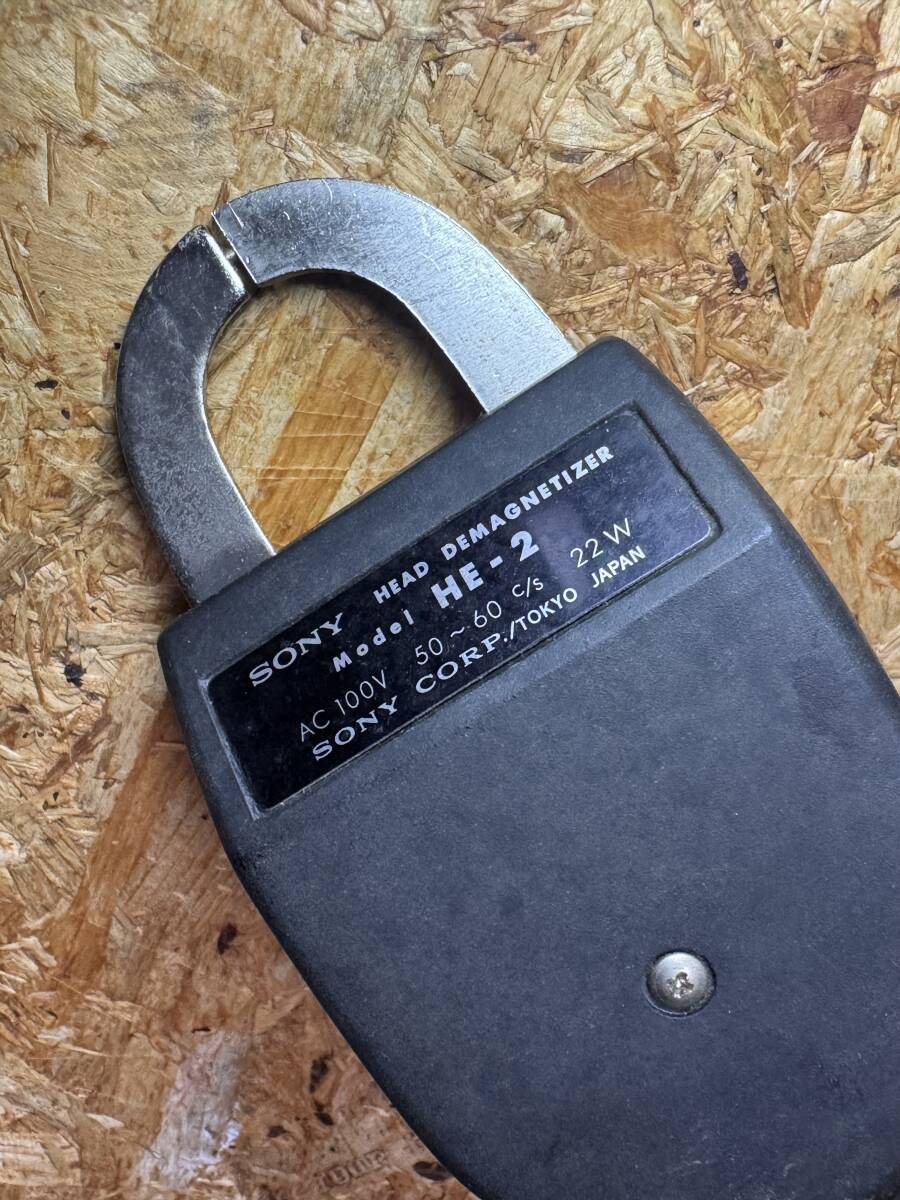 SONY HEAD DEMAGNETIZER
Model HE-2
AC 100V 50~60 c/s 22W
SONY CORP./TOKYO JAPAN